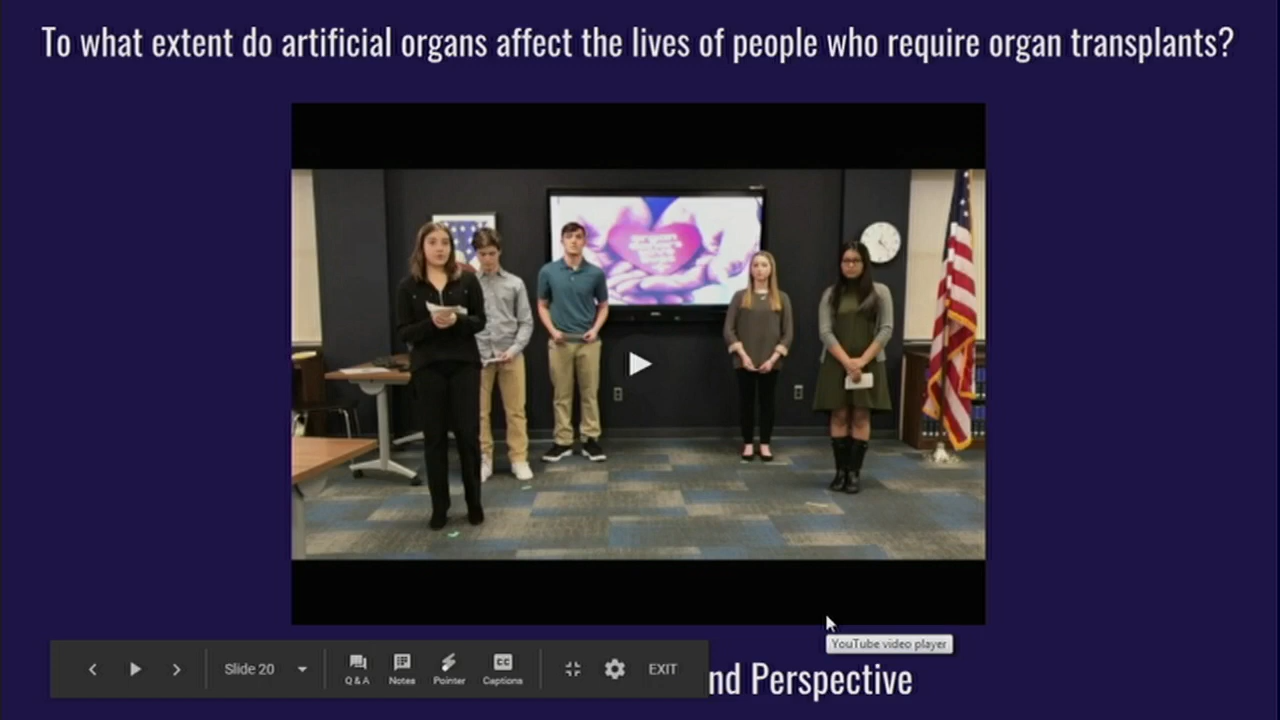 To what extent do artificial organs affect the lives of people who require organ transplants?
YouTube video player
Slide 20
Q & A
Notes
Pointer
CC
Captions
EXIT
nd Perspective